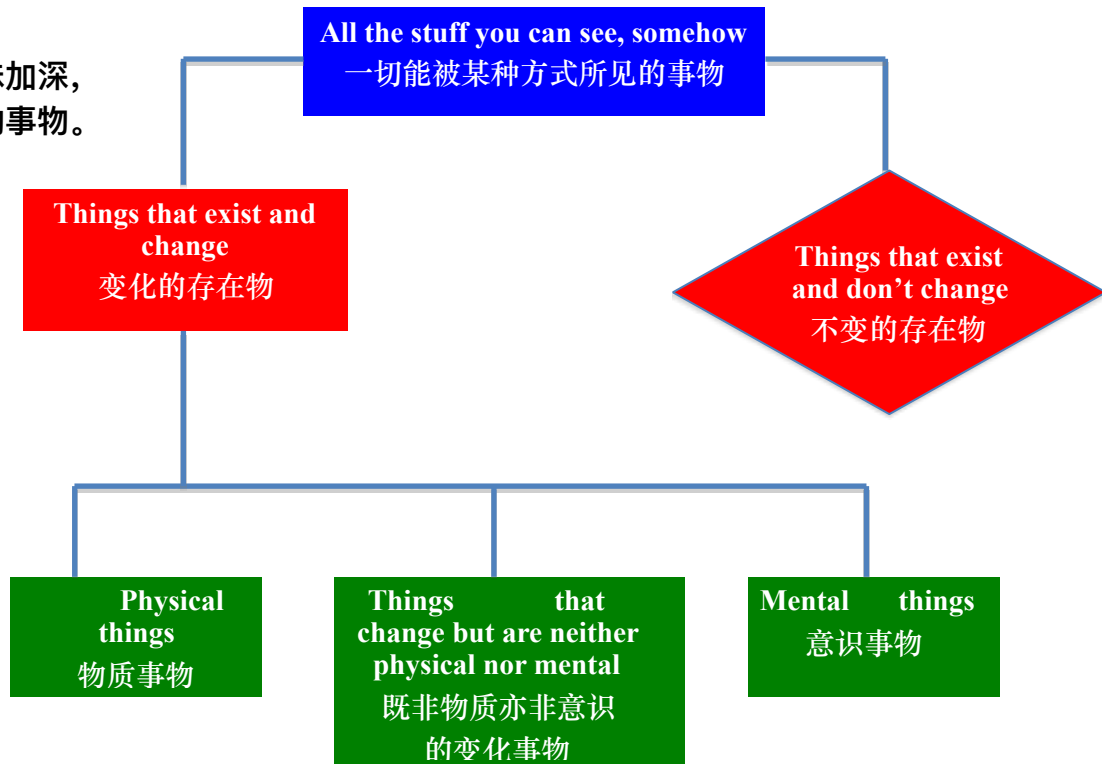 All the stuff you can see, somehow
一切能被某种方式所见的事物
加深,
事物。
Things that exist and
change
变化的存在物
Things that exist
and don’t change
不变的存在物
Physical
things
物质事物
Things that
change but are neither
physical nor mental
既非物质亦非意识
的变化事物
Mental things
意识事物